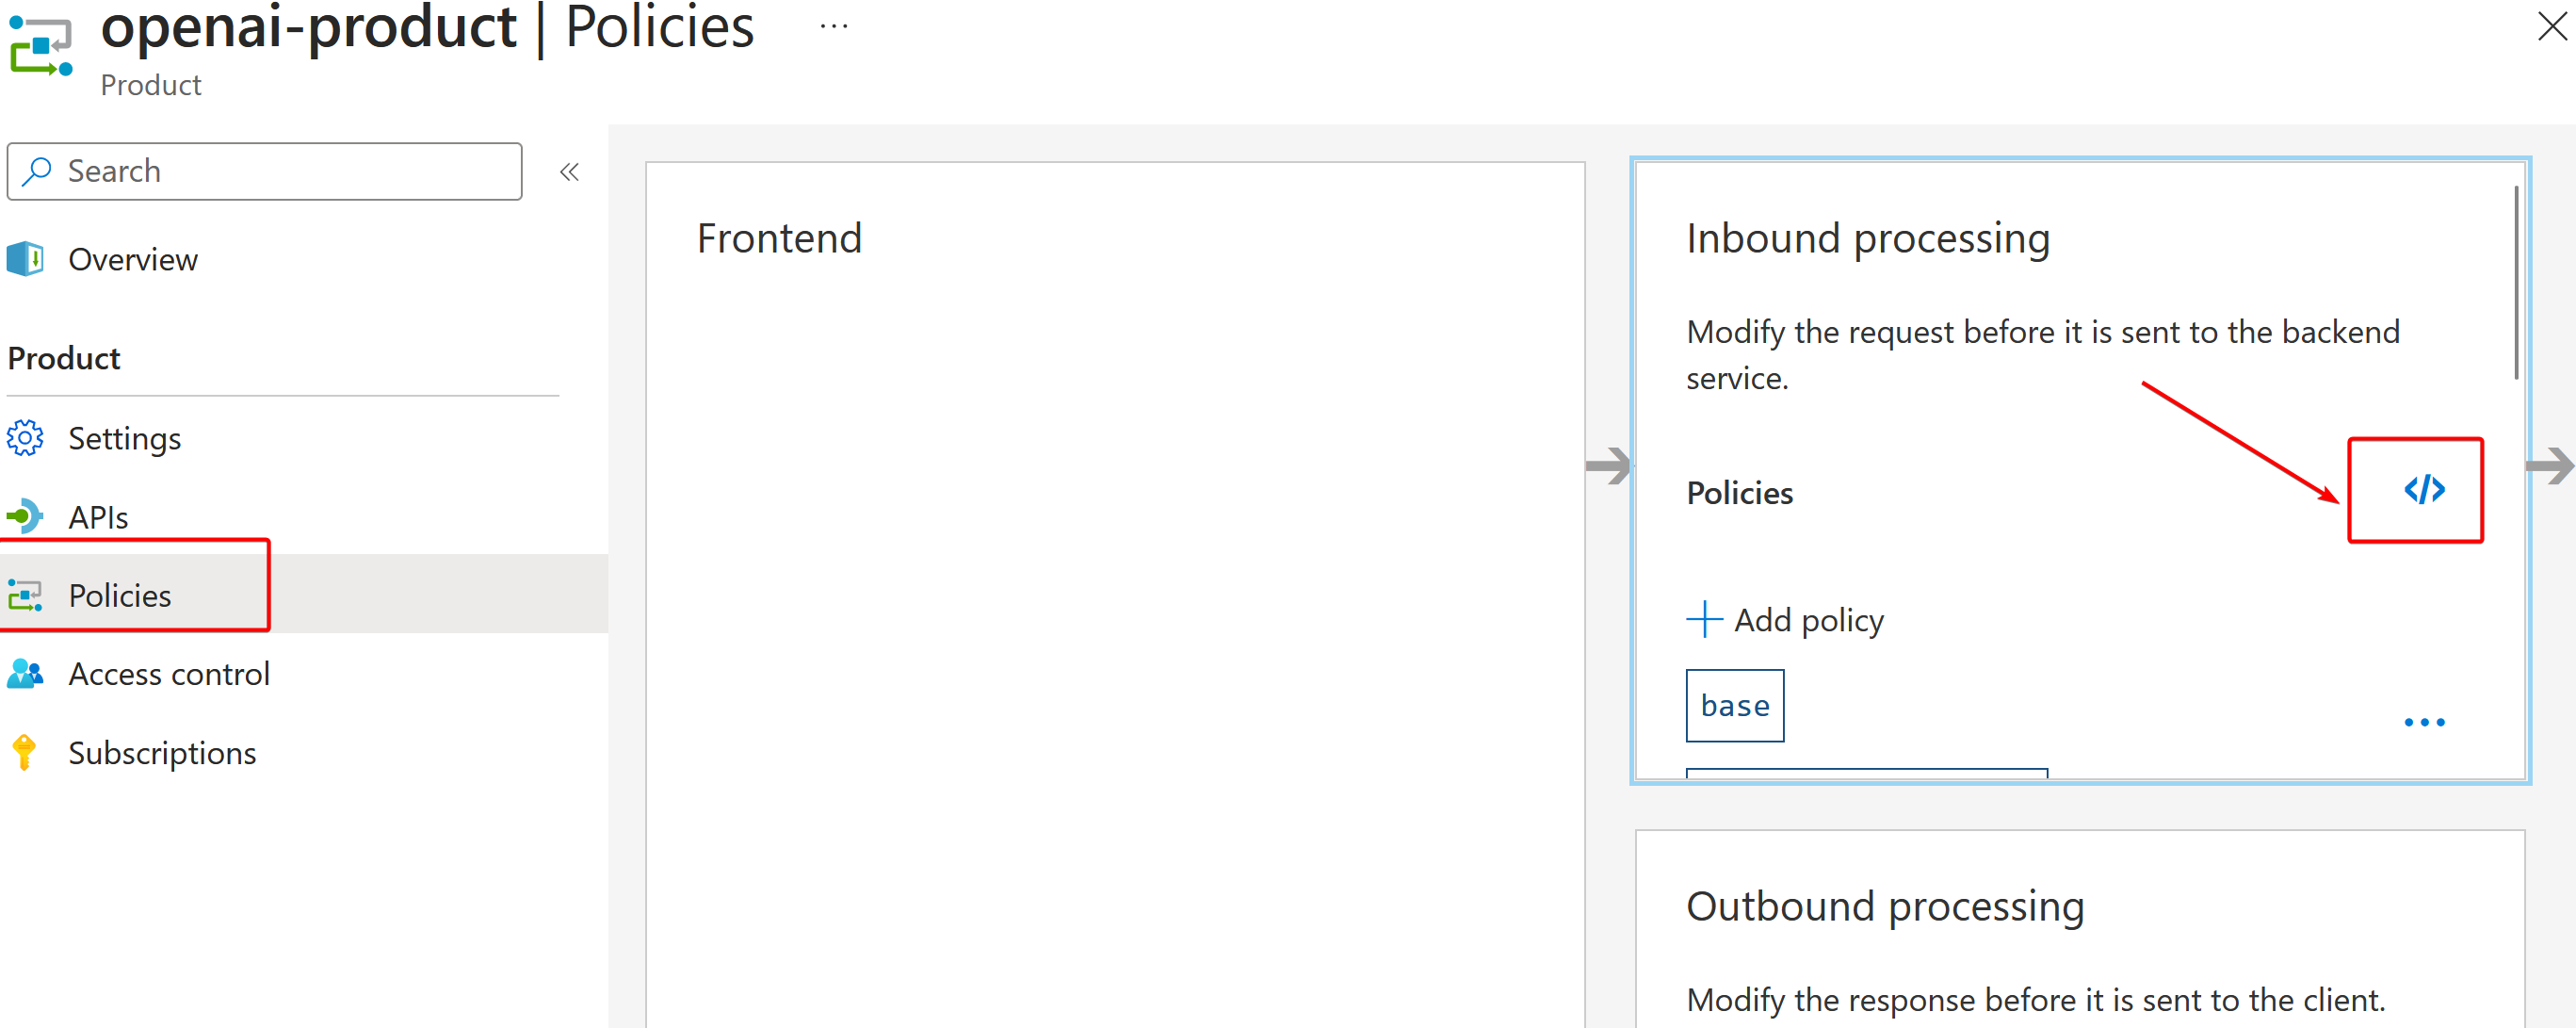 openai-product | Policies ...
Product
Search
Overview
Product
Settings
APIs
Policies
Access control
Subscriptions
Frontend
Inbound processing
Modify the request before it is sent to the backend
service.
Policies
</>
Add policy
base
...
Outbound processing
Modify the response before it is sent to the client.